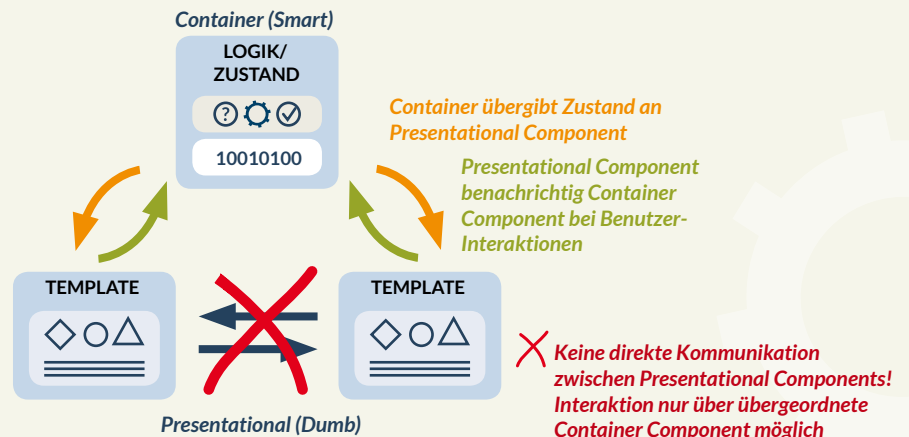 Container (Smart)
LOGIK/
ZUSTAND
?
10010100
Container übergibt Zustand an
Presentational Component
Presentational Component
benachrichtig Container
Component bei Benutzer-
Interaktionen
TEMPLATE
TEMPLATE
Keine direkte Kommunikation
zwischen Presentational Components!
Interaktion nur über übergeordnete
Container Component möglich
Presentational (Dumb)